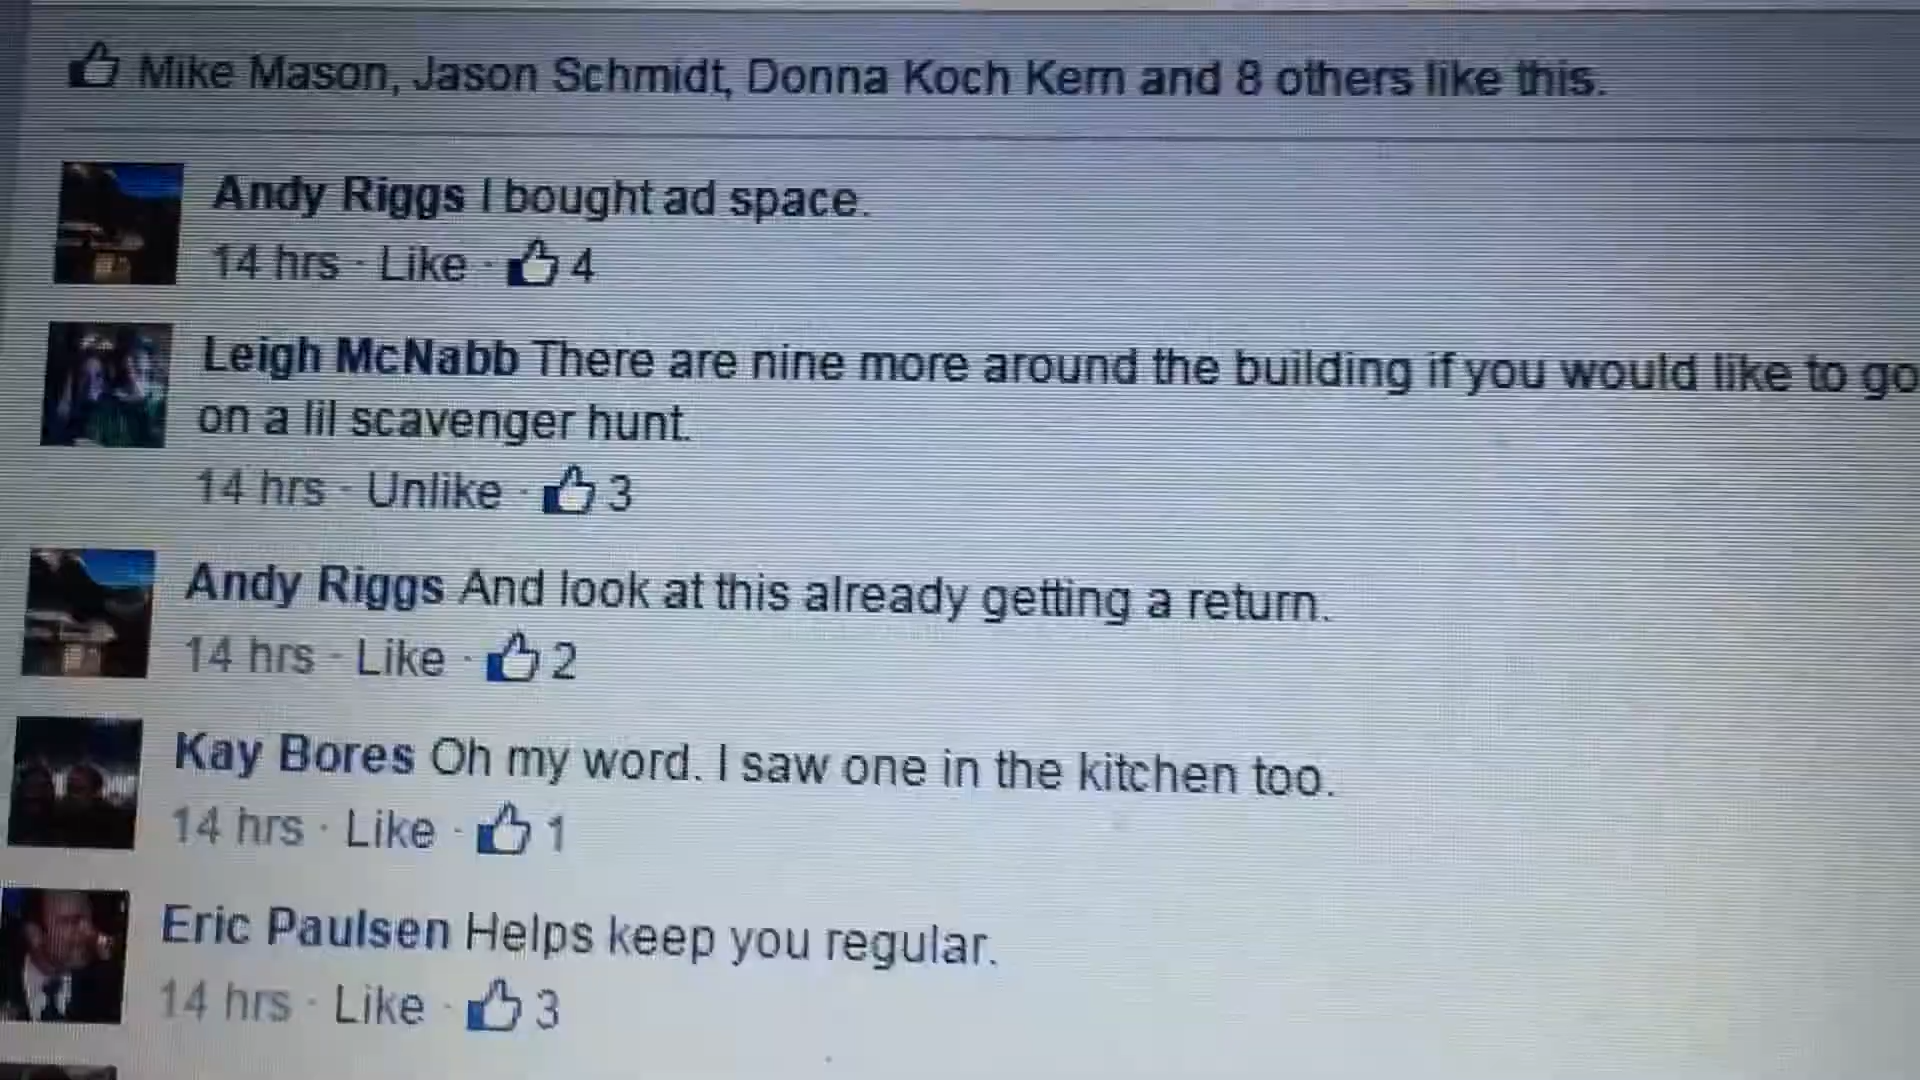 Mike Mason, Jason Schmidt, Donna Koch Kern and 8 others like this.
Andy Riggs I bought ad space.
14 hrs · Like · 4
Leigh McNabb There are nine more around the building if you would like to go
on a lil scavenger hunt.
14 hrs · Unlike · 3
Andy Riggs And look at this already getting a return.
14 hrs · Like · 2
Kay Bores Oh my word. I saw one in the kitchen too.
14 hrs · Like · 1
Eric Paulsen Helps keep you regular.
14 hrs · Like · 3